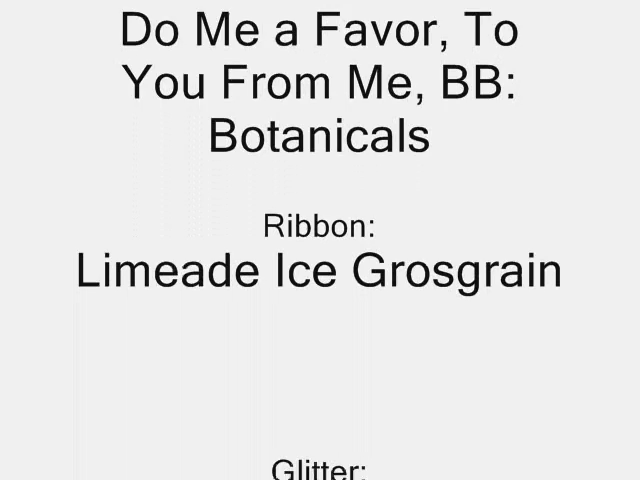 Do Me a Favor, To
You From Me, BB:
Botanicals
Ribbon:
Limeade Ice Grosgrain
Glitter: